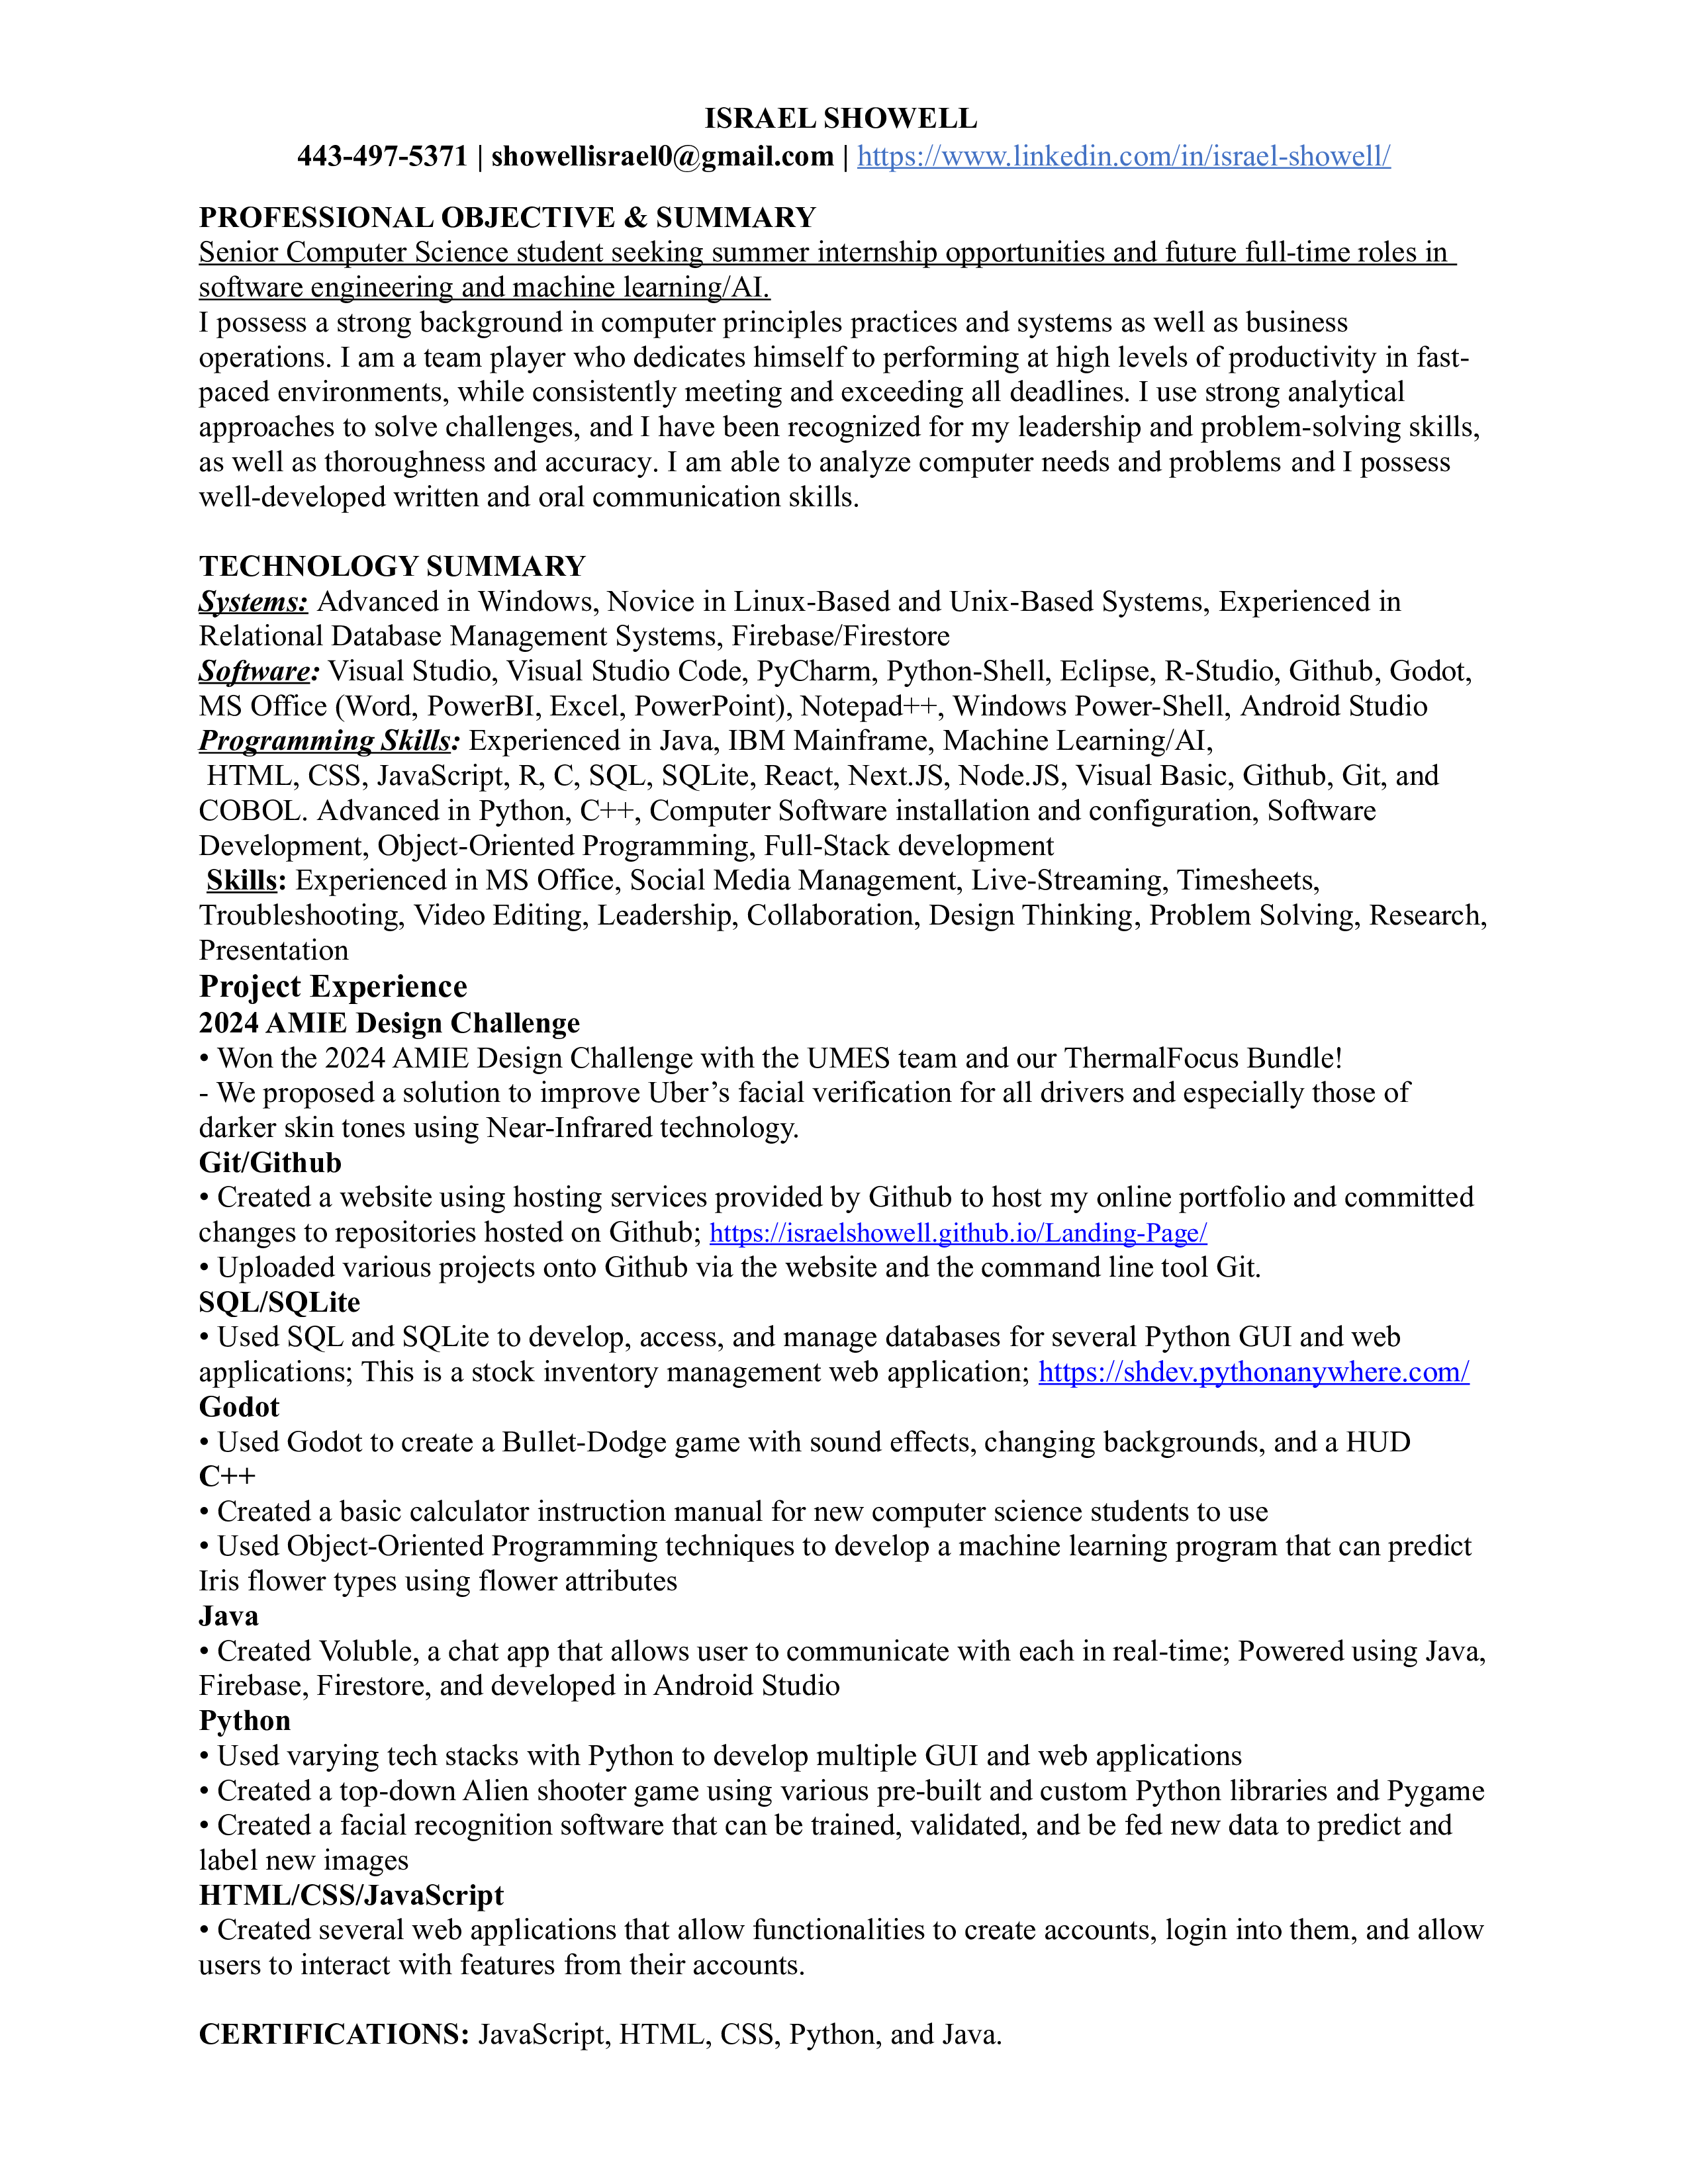 ISRAEL SHOWELL
443-497-5371 | showellisrael0@gmail.com | https://www.linkedin.com/in/israel-showell/
PROFESSIONAL OBJECTIVE & SUMMARY
Senior Computer Science student seeking summer internship opportunities and future full-time roles in
software engineering and machine learning/AI.
I possess a strong background in computer principles practices and systems as well as business
operations. I am a team player who dedicates himself to performing at high levels of productivity in fast-
paced environments, while consistently meeting and exceeding all deadlines. I use strong analytical
approaches to solve challenges, and I have been recognized for my leadership and problem-solving skills,
as well as thoroughness and accuracy. I am able to analyze computer needs and problems and I possess
well-developed written and oral communication skills.
TECHNOLOGY SUMMARY
Systems: Advanced in Windows, Novice in Linux-Based and Unix-Based Systems, Experienced in
Relational Database Management Systems, Firebase/Firestore
Software: Visual Studio, Visual Studio Code, PyCharm, Python-Shell, Eclipse, R-Studio, Github, Godot,
MS Office (Word, PowerBI, Excel, PowerPoint), Notepad++, Windows Power-Shell, Android Studio
Programming Skills: Experienced in Java, IBM Mainframe, Machine Learning/AI,
HTML, CSS, JavaScript, R, C, SQL, SQLite, React, Next.JS, Node.JS, Visual Basic, Github, Git, and
COBOL. Advanced in Python, C++, Computer Software installation and configuration, Software
Development, Object-Oriented Programming, Full-Stack development
Skills: Experienced in MS Office, Social Media Management, Live-Streaming, Timesheets,
Troubleshooting, Video Editing, Leadership, Collaboration, Design Thinking, Problem Solving, Research,
Presentation
Project Experience
2024 AMIE Design Challenge
• Won the 2024 AMIE Design Challenge with the UMES team and our ThermalFocus Bundle!
- We proposed a solution to improve Uber’s facial verification for all drivers and especially those of
darker skin tones using Near-Infrared technology.
Git/Github
• Created a website using hosting services provided by Github to host my online portfolio and committed
changes to repositories hosted on Github; https://israelshowell.github.io/Landing-Page/
• Uploaded various projects onto Github via the website and the command line tool Git.
SQL/SQLite
• Used SQL and SQLite to develop, access, and manage databases for several Python GUI and web
applications; This is a stock inventory management web application; https://shdev.pythonanywhere.com/
Godot
• Used Godot to create a Bullet-Dodge game with sound effects, changing backgrounds, and a HUD
C++
• Created a basic calculator instruction manual for new computer science students to use
• Used Object-Oriented Programming techniques to develop a machine learning program that can predict
Iris flower types using flower attributes
Java
• Created Voluble, a chat app that allows user to communicate with each in real-time; Powered using Java,
Firebase, Firestore, and developed in Android Studio
Python
• Used varying tech stacks with Python to develop multiple GUI and web applications
• Created a top-down Alien shooter game using various pre-built and custom Python libraries and Pygame
• Created a facial recognition software that can be trained, validated, and be fed new data to predict and
label new images
HTML/CSS/JavaScript
• Created several web applications that allow functionalities to create accounts, login into them, and allow
users to interact with features from their accounts.
CERTIFICATIONS: JavaScript, HTML, CSS, Python, and Java.